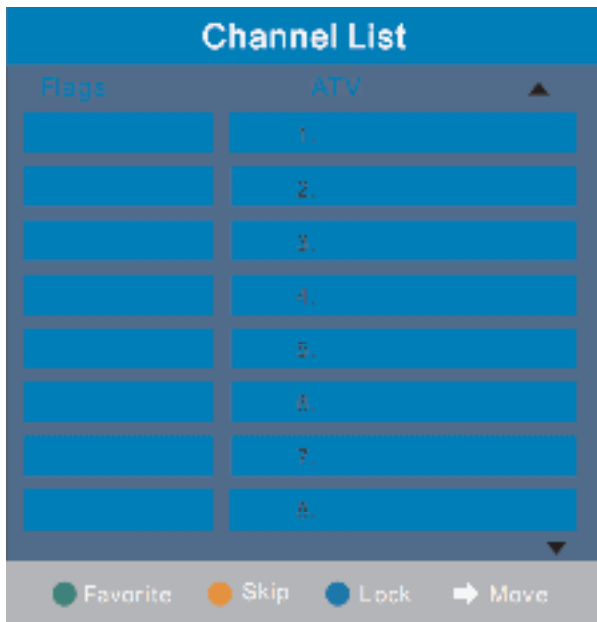 Channel List
Flags ATV
1.
2.
3.
4.
5.
6.
7.
8.
Favorite Skip Lock Move